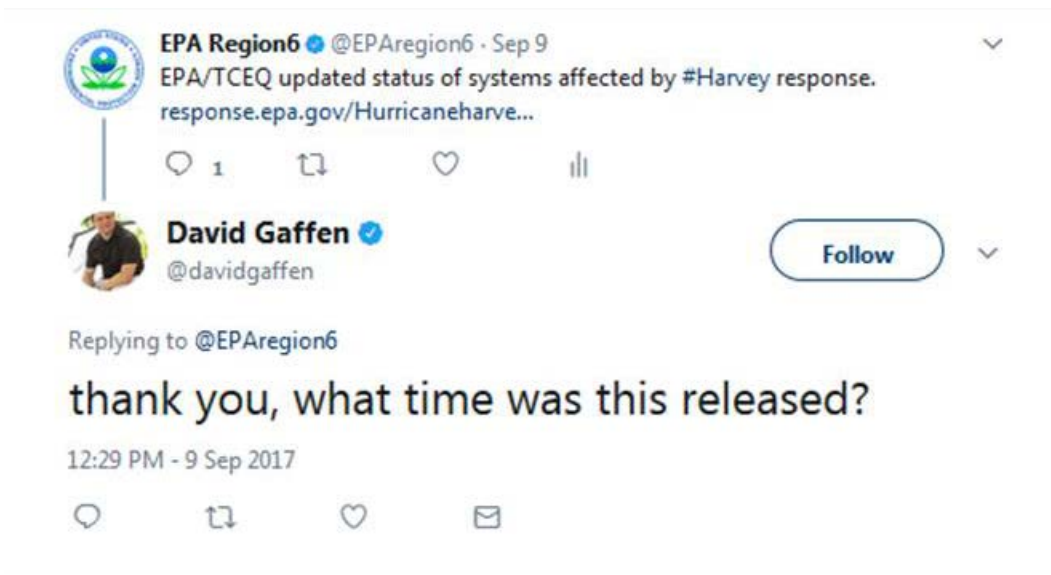 EPA Region6 @EPAregion6 · Sep 9
EPA/TCEQ updated status of systems affected by #Harvey response.
response.epa.gov/Hurricaneharve...
1
David Gaffen
@davidgaffen
Follow
Replying to @EPAregion6
thank you, what time was this released?
12:29 PM - 9 Sep 2017